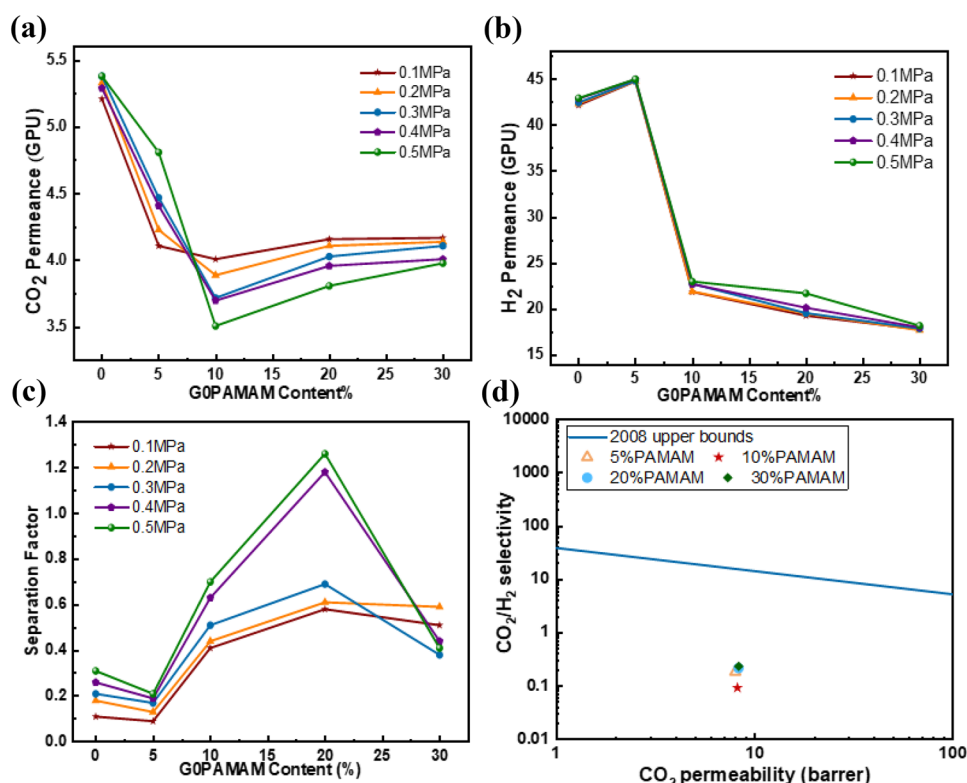 (a)
CO2 Permeance (GPU)
5.5
5.0
4.5
4.0
3.5
0.1MPa
0.2MPa
0.3MPa
0.4MPa
0.5MPa
0 5 10 15 20 25 30
G0PAMAM Content%
(b)
H2 Permeance (GPU)
45
40
35
30
25
20
15
0.1MPa
0.2MPa
0.3MPa
0.4MPa
0.5MPa
0 5 10 15 20 25 30
G0PAMAM Content%
(c)
Separation Factor
1.4
1.2
1.0
0.8
0.6
0.4
0.2
0.0
0.1MPa
0.2MPa
0.3MPa
0.4MPa
0.5MPa
0 5 10 15 20 25 30
G0PAMAM Content (%)
(d)
CO2/H2 selectivity
10000
1000
100
10
1
0.1
0.01
2008 upper bounds
5%PAMAM 10%PAMAM
20%PAMAM 30%PAMAM
1 10 100
CO2 permeability (barrer)